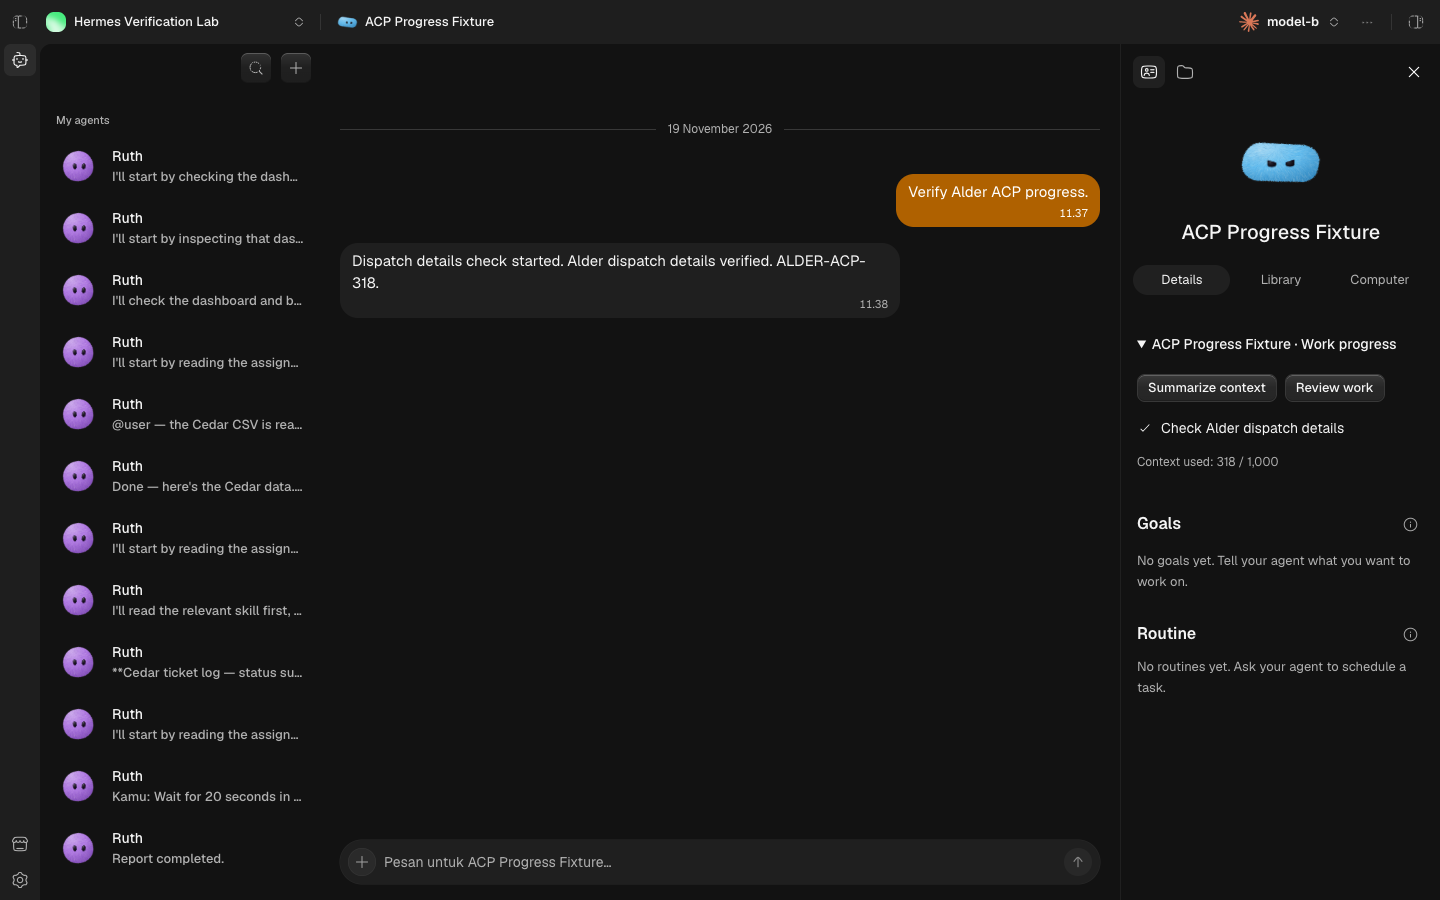 Hermes Verification Lab
ACP Progress Fixture
model-b
My agents
Ruth
I'll start by checking the dash...
Ruth
I'll start by inspecting that das...
Ruth
I'll check the dashboard and b...
Ruth
I'll start by reading the assign...
Ruth
@user — the Cedar CSV is rea...
Ruth
Done — here's the Cedar data....
Ruth
I'll start by reading the assign...
Ruth
I'll read the relevant skill first, ...
Ruth
**Cedar ticket log — status su...
Ruth
I'll start by reading the assign...
Ruth
Kamu: Wait for 20 seconds in ...
Ruth
Report completed.
19 November 2026
Verify Alder ACP progress.
11.37
Dispatch details check started. Alder dispatch details verified. ALDER-ACP-
318.
11.38
Pesan untuk ACP Progress Fixture...
ACP Progress Fixture
Details
Library
Computer
▼ ACP Progress Fixture · Work progress
Summarize context
Review work
Check Alder dispatch details
Context used: 318 / 1,000
Goals
No goals yet. Tell your agent what you want to
work on.
Routine
No routines yet. Ask your agent to schedule a
task.